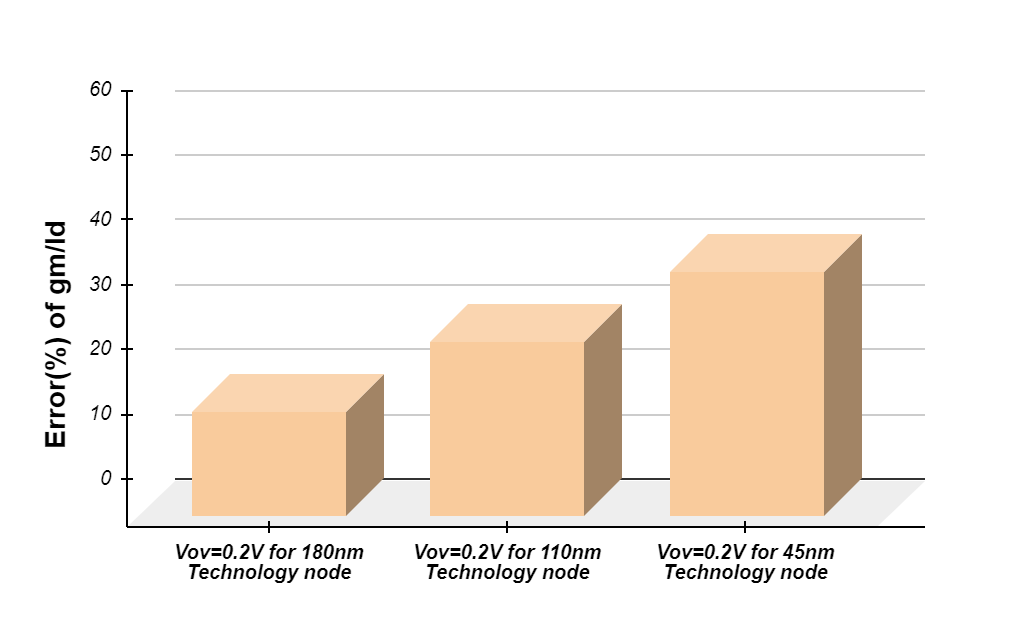 60
50
40
30
20
10
0
Error(%) of gm/Id
Vov=0.2V for 180nm
Technology node
Vov=0.2V for 110nm
Technology node
Vov=0.2V for 45nm
Technology node